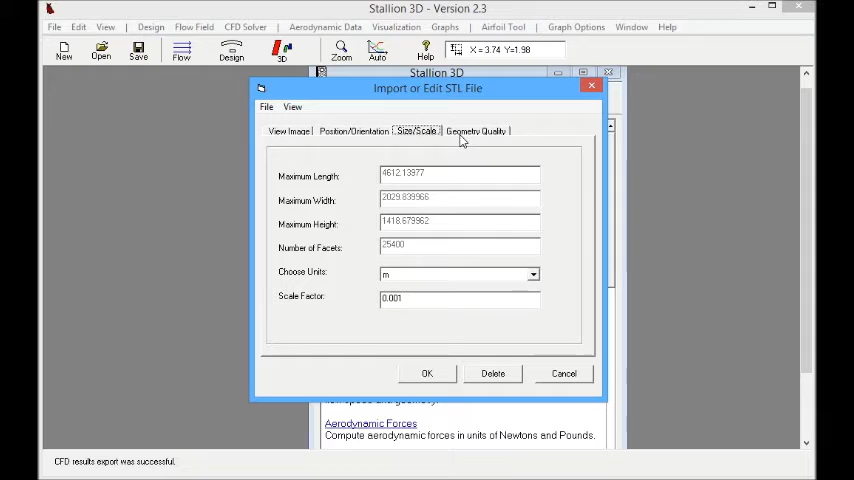 Stallion 3D - Version 2.3
File Edit View Design Flow Field CFD Solver Aerodynamic Data Visualization Graphs Airfoil Tool Graph Options Window Help
New Open Save Flow Design 3D Zoom Auto Help X = 3.74 Y=1.98
Stallion 3D
Import or Edit STL File
File View
View Image Position/Orientation Size/Scale Geometry Quality
Maximum Length: 4612.13977
Maximum Width: 2029.839966
Maximum Height: 1418.679962
Number of Facets: 25400
Choose Units: m
Scale Factor: 0.001
OK Delete Cancel
Aerodynamic Forces
Compute aerodynamic forces in units of Newtons and Pounds.
CFD results export was successful.